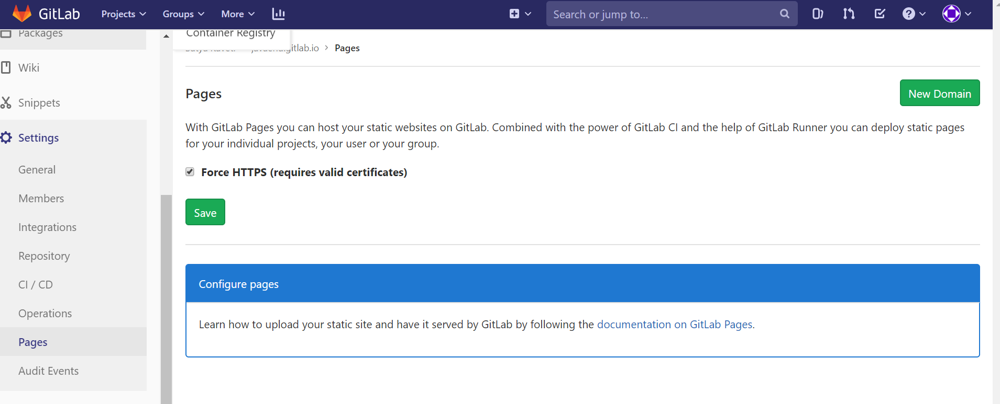 GitLab Projects Groups More Search or jump to...
Packages
Container Registry
gitlab.io > Pages
Wiki
Snippets
Settings
General
Members
Integrations
Repository
CI / CD
Operations
Pages
Audit Events
Pages
New Domain
With GitLab Pages you can host your static websites on GitLab. Combined with the power of GitLab CI and the help of GitLab Runner you can deploy static pages
for your individual projects, your user or your group.
Force HTTPS (requires valid certificates)
Save
Configure pages
Learn how to upload your static site and have it served by GitLab by following the documentation on GitLab Pages.